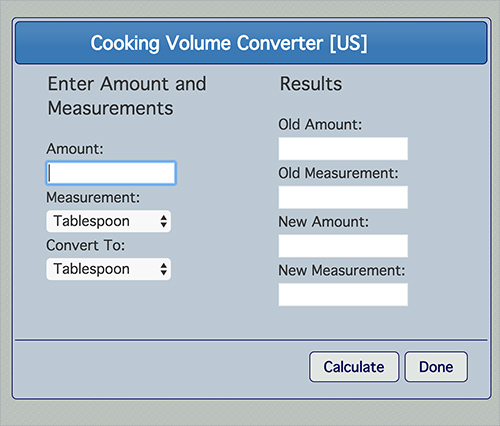 Cooking Volume Converter [US]
Enter Amount and
Measurements
Amount:
Measurement:
Tablespoon
Convert To:
Tablespoon
Results
Old Amount:
Old Measurement:
New Amount:
New Measurement:
Calculate
Done